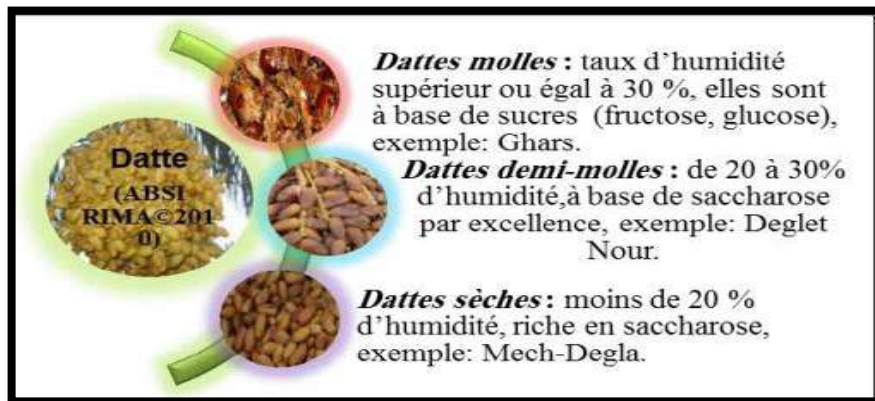 Datte
(ABSI
RIMA©201
0)
Dattes molles : taux d’humidité
supérieur ou égal à 30 %, elles sont
à base de sucres (fructose, glucose),
exemple: Ghars.
Dattes demi-molles : de 20 à 30%
d’humidité,à base de saccharose
par excellence, exemple: Deglet
Nour.
Dattes sèches : moins de 20 %
d’humidité, riche en saccharose,
exemple: Mech-Degla.